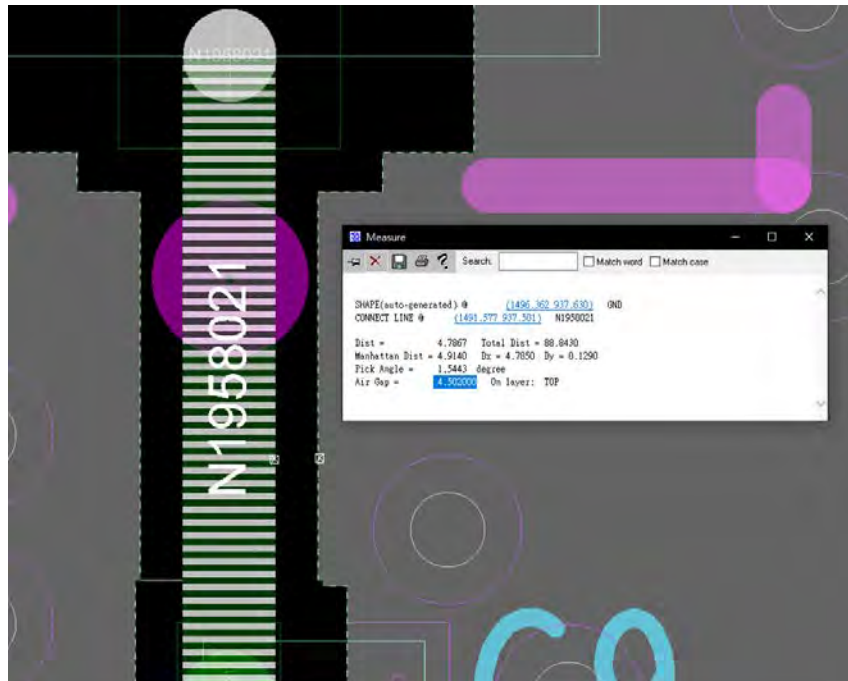 N1958021
N1958021
Measure
Search: Match word Match case
SHAPE(auto-generated) @ (1496.362 937.630) GND
CONNECT LINE @ (1491.577 937.501) N1958021
Dist = 4.7867 Total Dist = 88.8430
Manhattan Dist = 4.9140 Dx = 4.7850 Dy = 0.1290
Pick Angle = 1.5443 degree
Air Gap = 4.502000 On layer: TOP